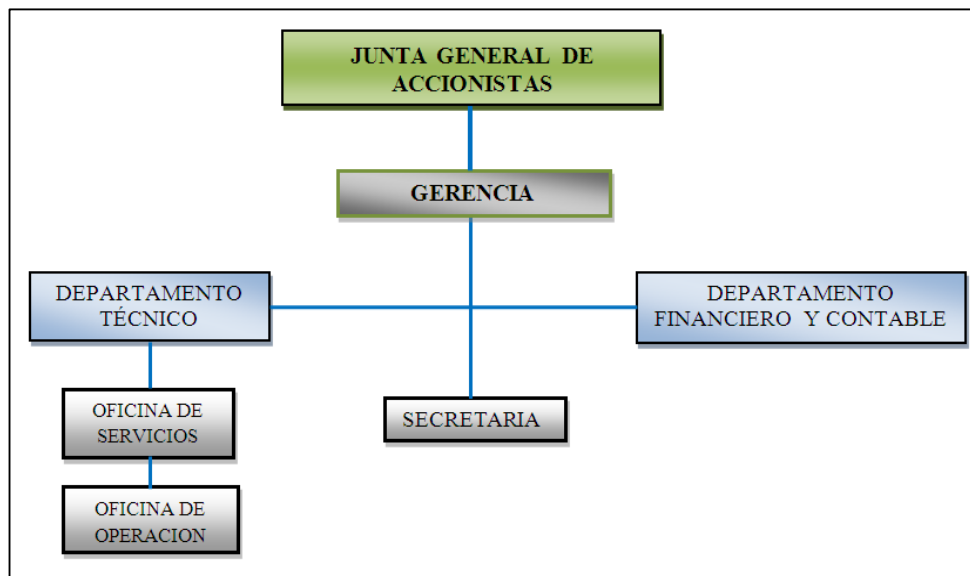 JUNTA GENERAL DE
ACCIONISTAS
GERENCIA
DEPARTAMENTO
TÉCNICO
DEPARTAMENTO
FINANCIERO Y CONTABLE
OFICINA DE
SERVICIOS
SECRETARIA
OFICINA DE
OPERACION